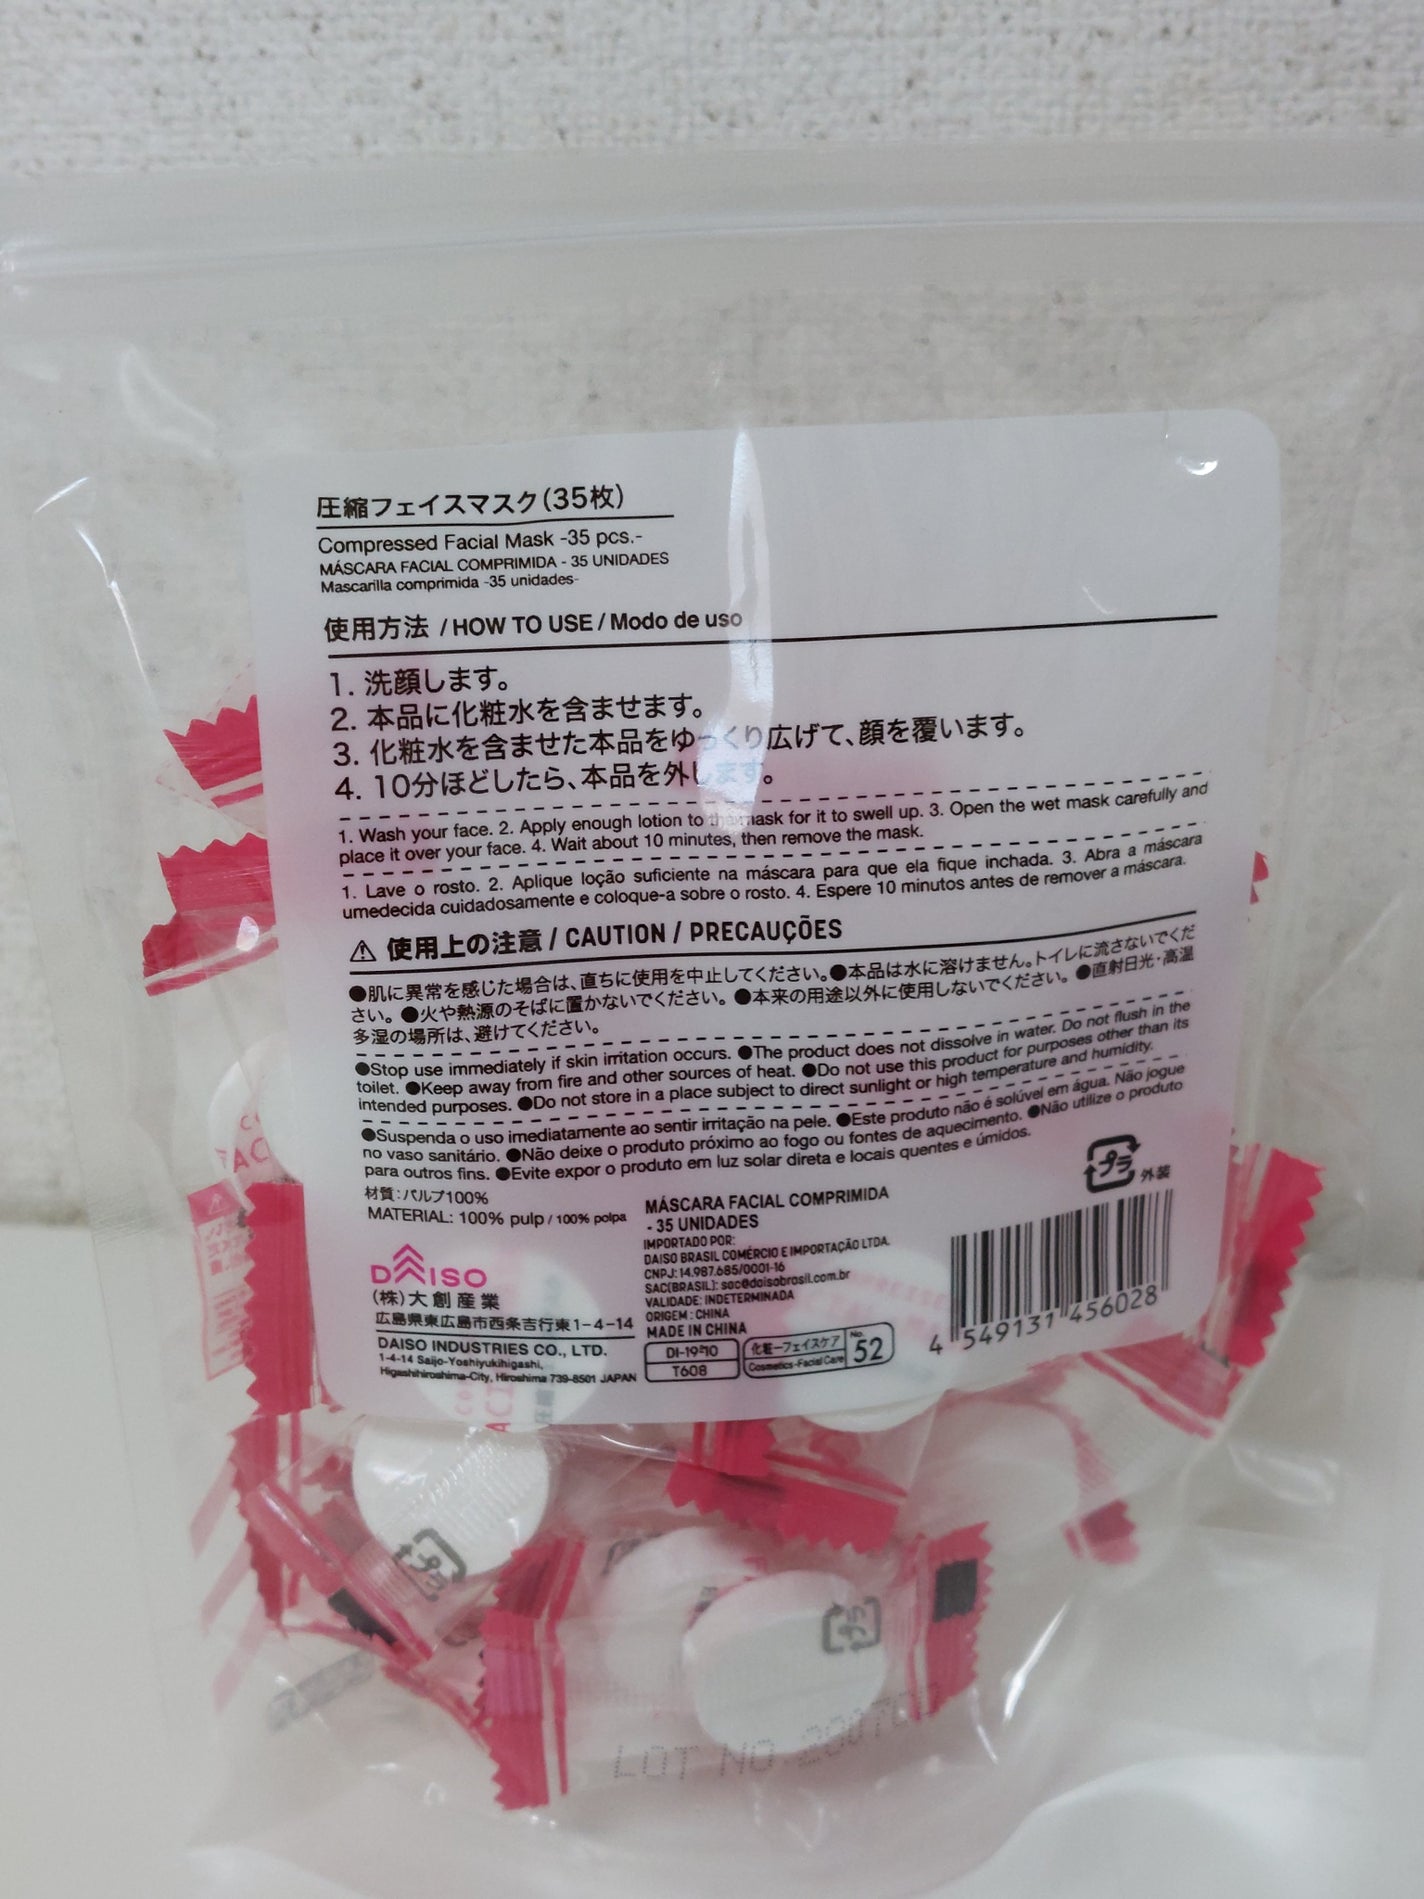 圧縮フェイスマスク(35枚)
Compressed Facial Mask -35 pcs.-
MÁSCARA FACIAL COMPRIMIDA - 35 UNIDADES
Mascarilla comprimida -35 unidades-
使用方法 / HOW TO USE / Modo de uso
1. 洗顔します。
2. 本品に化粧水を含ませます。
3. 化粧水を含ませた本品をゆっくり広げて、顔を覆います。
4. 10分ほどしたら、本品を外します。
1. Wash your face. 2. Apply enough lotion to the mask for it to swell up. 3. Open the wet mask carefully and
place it over your face. 4. Wait about 10 minutes, then remove the mask.
1. Lave o rosto. 2. Aplique loção suficiente na máscara para que ela fique inchada. 3. Abra a máscara
umedecida cuidadosamente e coloque-a sobre o rosto. 4. Espere 10 minutos antes de remover a máscara.
⚠ 使用上の注意 / CAUTION / PRECAUÇÕES
●肌に異常を感じた場合は、直ちに使用を中止してください。●本品は水に溶けません。トイレに流さないでくだ
さい。●火や熱源のそばに置かないでください。●本来の用途以外に使用しないでください。●直射日光・高温
多湿の場所は、避けてください。
●Stop use immediately if skin irritation occurs. ●The product does not dissolve in water. Do not flush in the
toilet. ●Keep away from fire and other sources of heat. ●Do not use this product for purposes other than its
intended purposes. ●Do not store in a place subject to direct sunlight or high temperature and humidity.
●Suspenda o uso imediatamente ao sentir irritação na pele. ●Este produto não é solúvel em água. Não jogue
no vaso sanitário. ●Não deixe o produto próximo ao fogo ou fontes de aquecimento. ●Não utilize o produto
para outros fins. ●Evite expor o produto em luz solar direta e locais quentes e úmidos.
材質:パルプ100%
MATERIAL: 100% pulp / 100% polpa
DAISO
(株)大創産業
広島県東広島市西条吉行東1-4-14
DAISO INDUSTRIES CO., LTD.
1-4-14 Saijo-Yoshiyukihigashi,
Higashihiroshima-City, Hiroshima 739-8501 JAPAN
MÁSCARA FACIAL COMPRIMIDA
- 35 UNIDADES
IMPORTADO POR:
DAISO BRASIL COMÉRCIO E IMPORTAÇÃO LTDA.
CNPJ: 14.987.685/0001-16
SAC(BRASIL): sac@daisobrasil.com.br
VALIDADE: INDETERMINADA
ORIGEM: CHINA
MADE IN CHINA
T608
化粧-フェイスケア
Cosmetics-Facial Care
No. 52
プラ 外装
4 549131 456028
プラ
プラ
LOT NO